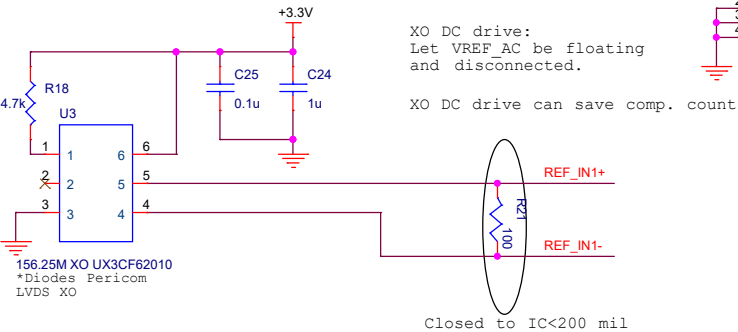 +3.3V
XO DC drive:
Let VREF_AC be floating
and disconnected.
XO DC drive can save comp. count
R18
4.7k
C25
0.1u
C24
1u
U3
1 1 6 6
2 2 5 5
3 3 4 4
REF_IN1+
R21
100
REF_IN1-
156.25M XO UX3CF62010
*Diodes Pericom
LVDS XO
Closed to IC<200 mil